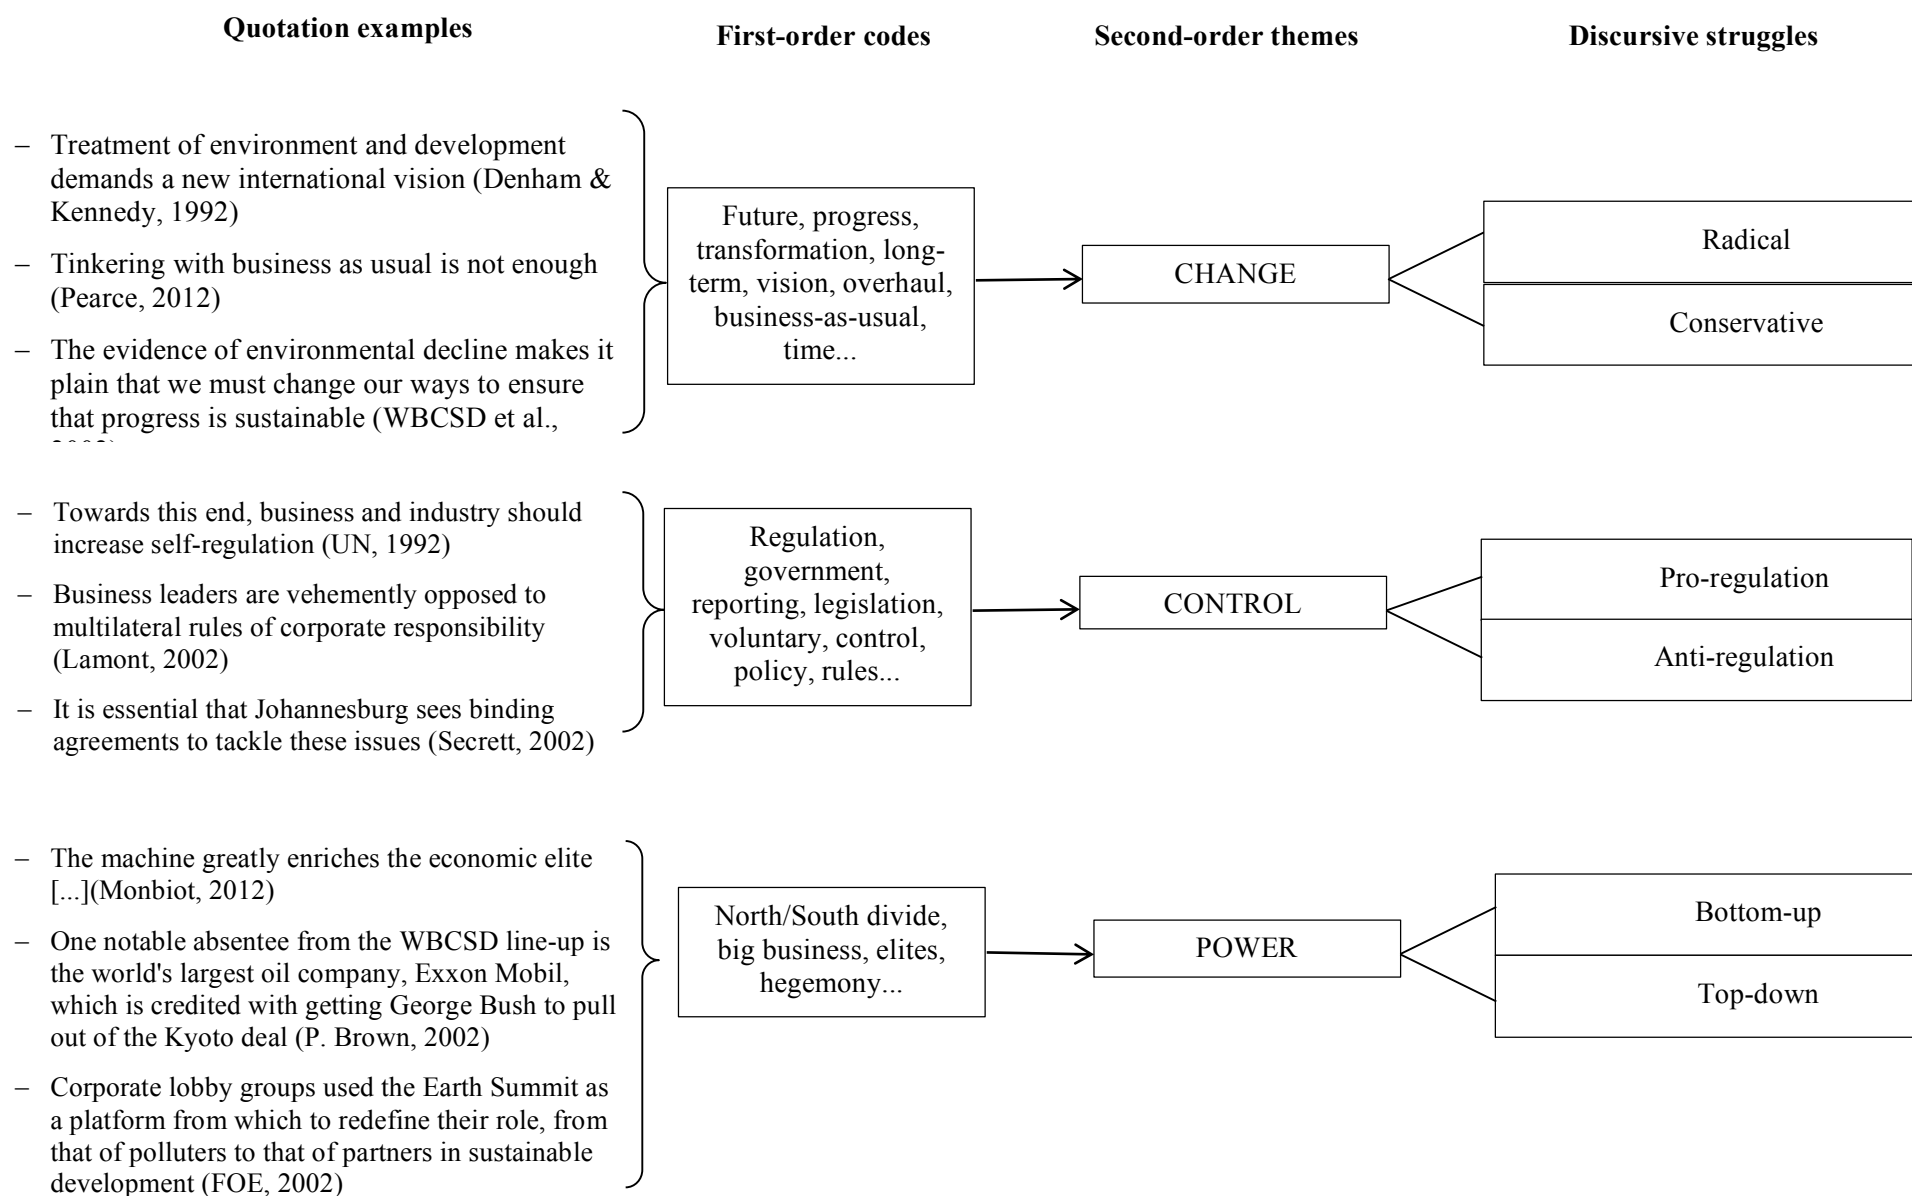 Quotation examples
First-order codes
Second-order themes
Discursive struggles
– Treatment of environment and development
demands a new international vision (Denham &
Kennedy, 1992)
– Tinkering with business as usual is not enough
(Pearce, 2012)
– The evidence of environmental decline makes it
plain that we must change our ways to ensure
that progress is sustainable (WBCSD et al.,
Future, progress,
transformation, long-
term, vision, overhaul,
business-as-usual,
time...
CHANGE
Radical
Conservative
– Towards this end, business and industry should
increase self-regulation (UN, 1992)
– Business leaders are vehemently opposed to
multilateral rules of corporate responsibility
(Lamont, 2002)
– It is essential that Johannesburg sees binding
agreements to tackle these issues (Secrett, 2002)
Regulation,
government,
reporting, legislation,
voluntary, control,
policy, rules...
CONTROL
Pro-regulation
Anti-regulation
– The machine greatly enriches the economic elite
[...](Monbiot, 2012)
– One notable absentee from the WBCSD line-up is
the world's largest oil company, Exxon Mobil,
which is credited with getting George Bush to pull
out of the Kyoto deal (P. Brown, 2002)
– Corporate lobby groups used the Earth Summit as
a platform from which to redefine their role, from
that of polluters to that of partners in sustainable
development (FOE, 2002)
North/South divide,
big business, elites,
hegemony...
POWER
Bottom-up
Top-down